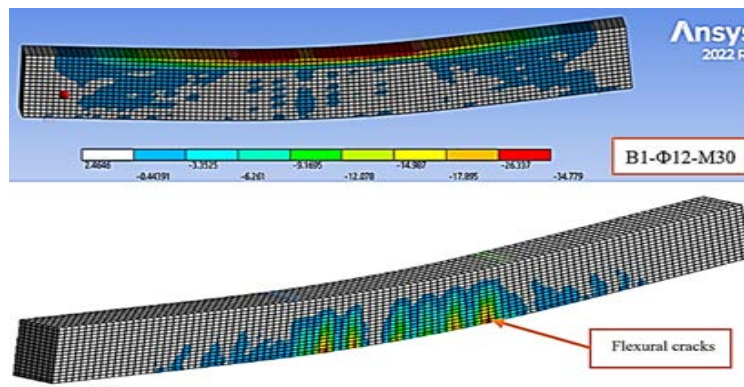 Ansys
2022 R
B1-Φ12-M30
2.4646 -3.3525 -9.1695 -14.987 -26.337
-0.44391 -6.261 -12.078 -17.895 -34.779
Flexural cracks